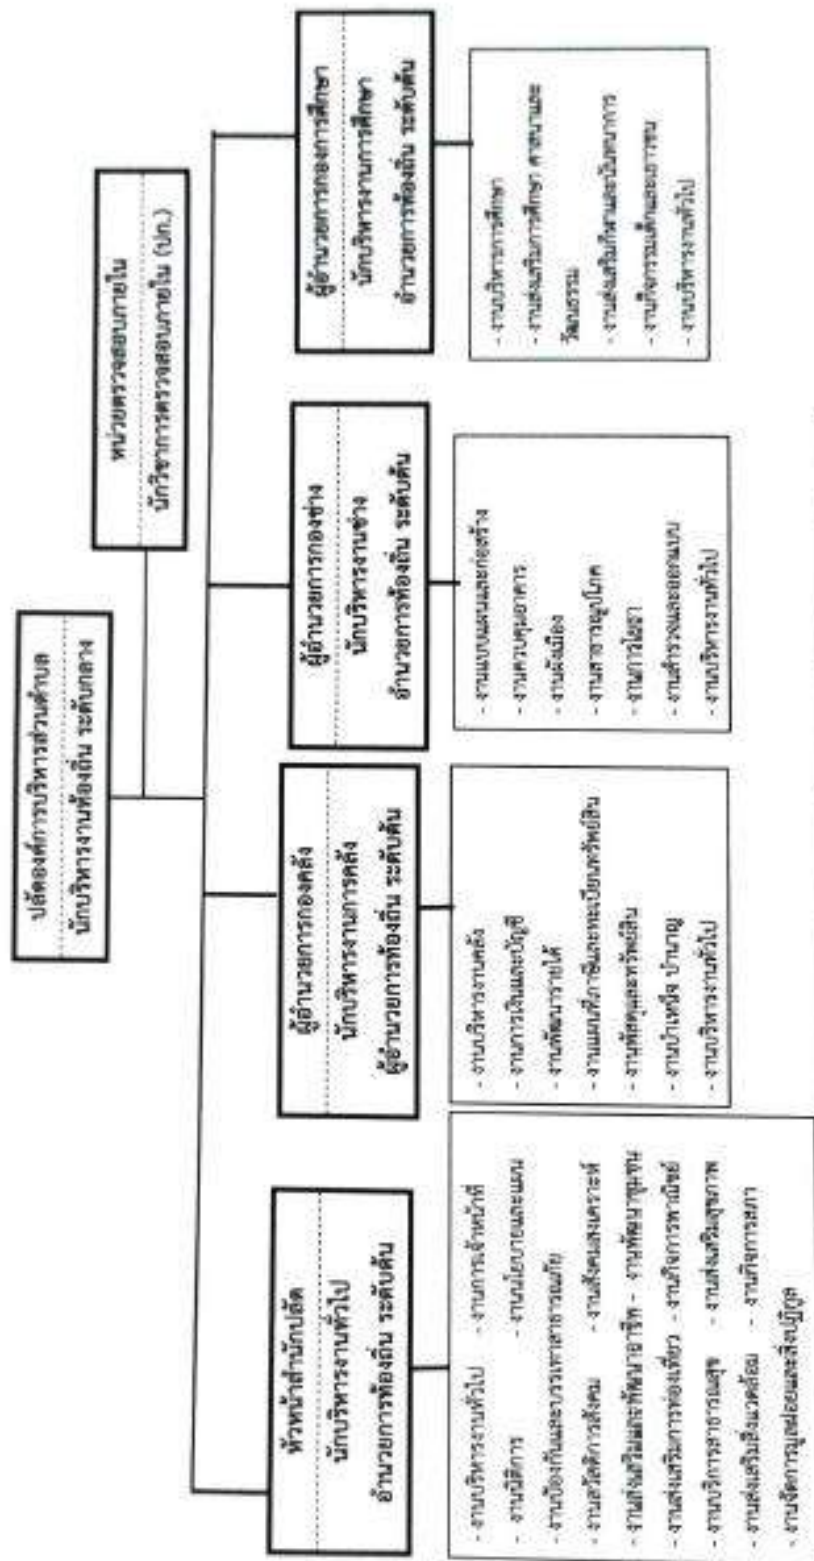 ปลัดองค์การบริหารส่วนตำบล
นักบริหารงานท้องถิ่น ระดับกลาง
หน่วยตรวจสอบภายใน
นักวิชาการตรวจสอบภายใน (ปก.)
หัวหน้าสำนักปลัด
นักบริหารงานทั่วไป
อำนวยการท้องถิ่น ระดับต้น
- งานบริหารงานทั่วไป - งานการเจ้าหน้าที่
- งานนิติการ - งานนโยบายและแผน
- งานป้องกันและบรรเทาสาธารณภัย
- งานสวัสดิการสังคม - งานสังคมสงเคราะห์
- งานส่งเสริมและพัฒนาอาชีพ - งานพัฒนาชุมชน
- งานส่งเสริมการท่องเที่ยว - งานกิจการพาณิชย์
- งานบริการสาธารณสุข - งานส่งเสริมสุขภาพ
- งานส่งเสริมสิ่งแวดล้อม - งานกิจการสภา
- งานจัดการมูลฝอยและสิ่งปฏิกูล
ผู้อำนวยการกองคลัง
นักบริหารงานการคลัง
ผู้อำนวยการท้องถิ่น ระดับต้น
- งานบริหารงานคลัง
- งานการเงินและบัญชี
- งานพัฒนารายได้
- งานแผนที่ภาษีและทะเบียนทรัพย์สิน
- งานพัสดุและทรัพย์สิน
- งานบำเหน็จ บำนาญ
- งานบริหารงานทั่วไป
ผู้อำนวยการกองช่าง
นักบริหารงานช่าง
อำนวยการท้องถิ่น ระดับต้น
- งานแบบแผนและก่อสร้าง
- งานควบคุมอาคาร
- งานผังเมือง
- งานสาธารณูปโภค
- งานการโยธา
- งานสำรวจและออกแบบ
- งานบริหารงานทั่วไป
ผู้อำนวยการกองการศึกษา
นักบริหารงานการศึกษา
อำนวยการท้องถิ่น ระดับต้น
- งานบริหารการศึกษา
- งานส่งเสริมการศึกษา ศาสนาและ
วัฒนธรรม
- งานส่งเสริมกีฬาและนันทนาการ
- งานกิจกรรมเด็กและเยาวชน
- งานบริหารงานทั่วไป